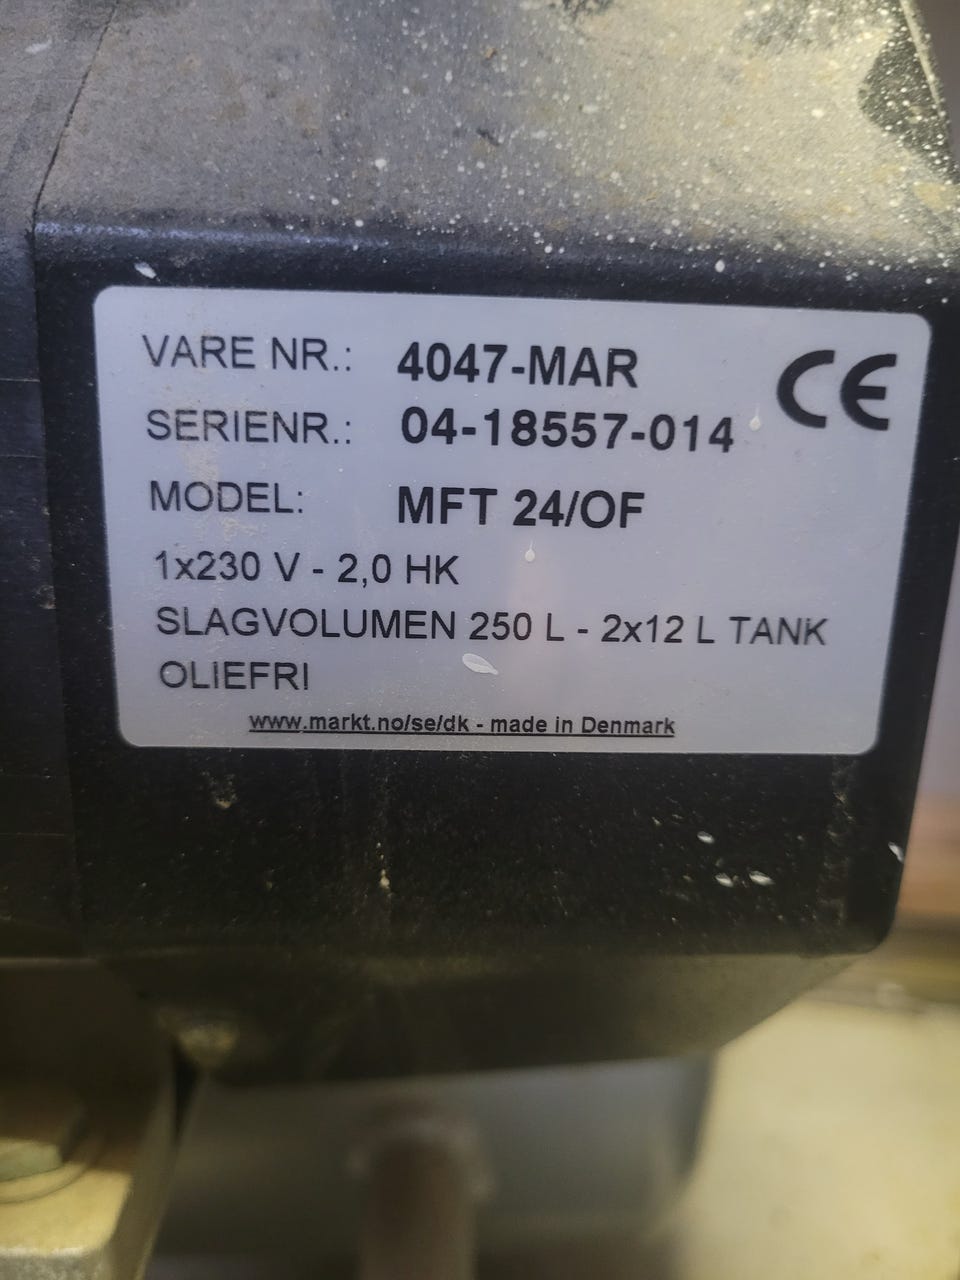 VARE NR.: 4047-MAR
CE
SERIENR.: 04-18557-014
MODEL: MFT 24/OF
1x230 V - 2,0 HK
SLAGVOLUMEN 250 L - 2x12 L TANK
OLIEFRI
www.markt.no/se/dk - made in Denmark